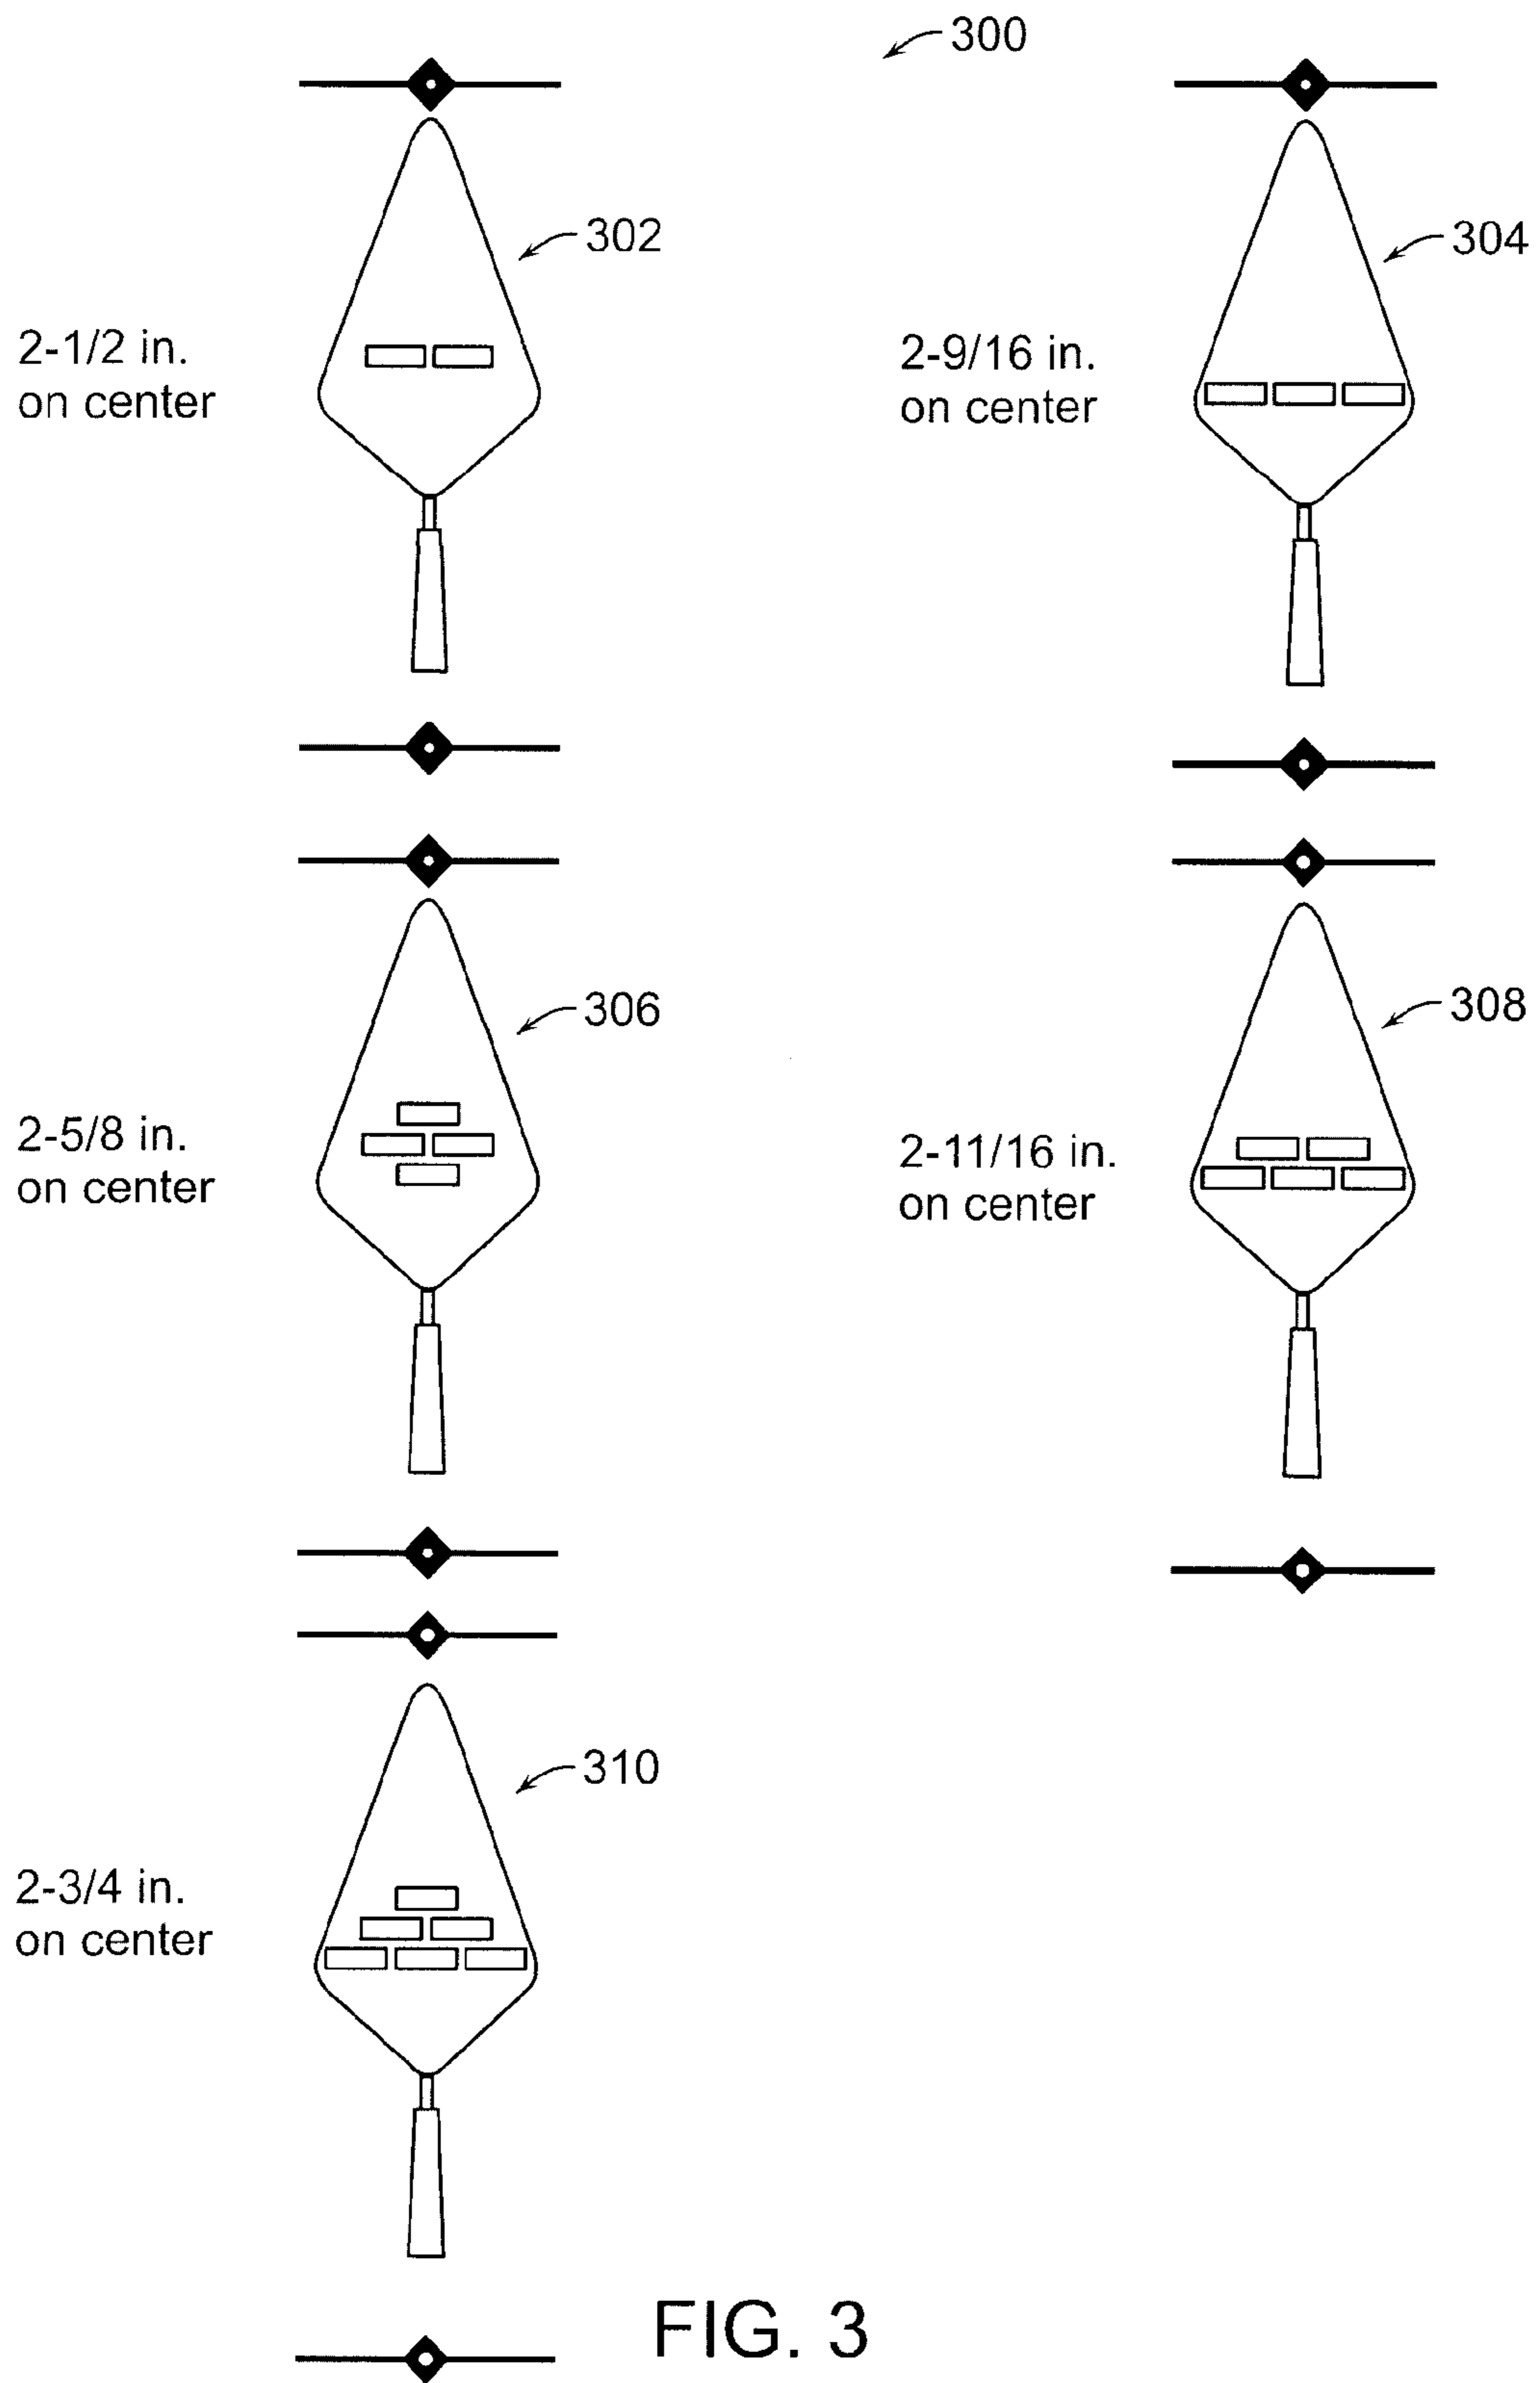 300
302
304
2-1/2 in.
on center
2-9/16 in.
on center
306
308
2-5/8 in.
on center
2-11/16 in.
on center
310
2-3/4 in.
on center
FIG. 3